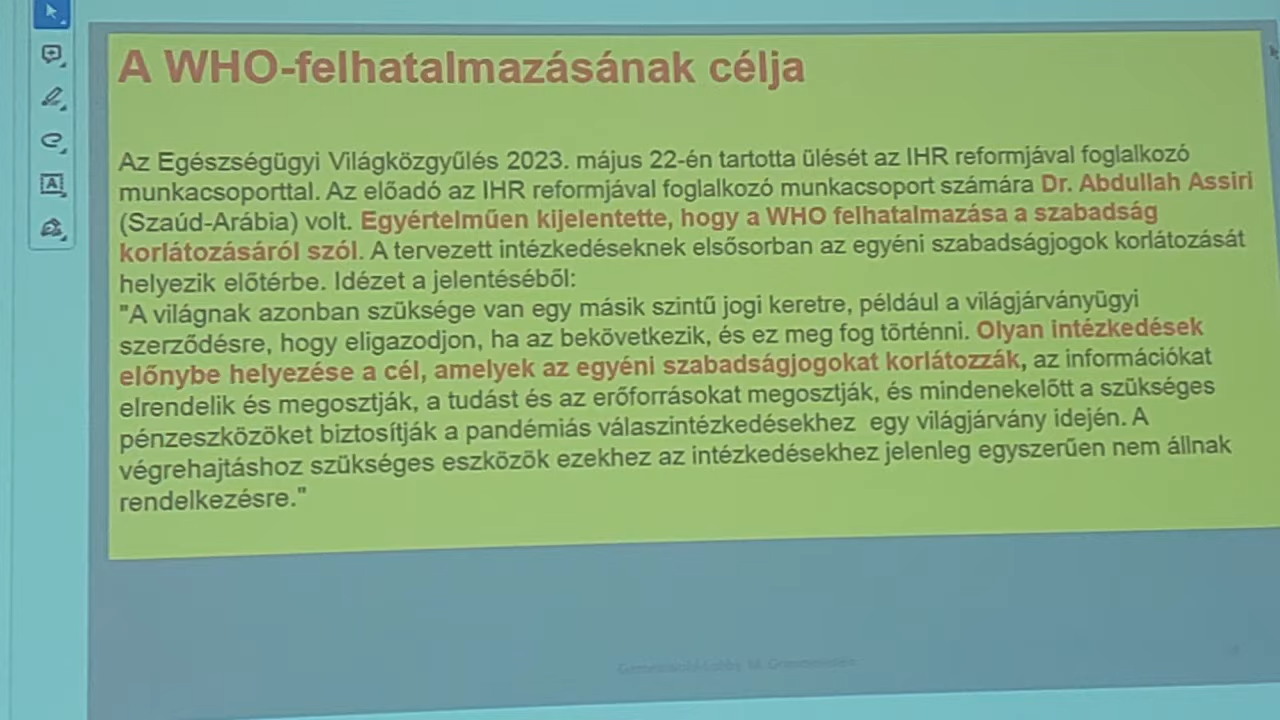 A WHO-felhatalmazásának célja
Az Egészségügyi Világközgyűlés 2023. május 22-én tartotta ülését az IHR reformjával foglalkozó
munkacsoporttal. Az előadó az IHR reformjával foglalkozó munkacsoport számára Dr. Abdullah Assiri
(Szaúd-Arábia) volt. Egyértelműen kijelentette, hogy a WHO felhatalmazása a szabadság
korlátozásáról szól. A tervezett intézkedéseknek elsősorban az egyéni szabadságjogok korlátozását
helyezik előtérbe. Idézet a jelentéséből:
"A világnak azonban szüksége van egy másik szintű jogi keretre, például a világjárványügyi
szerződésre, hogy eligazodjon, ha az bekövetkezik, és ez meg fog történni. Olyan intézkedések
előnybe helyezése a cél, amelyek az egyéni szabadságjogokat korlátozzák, az információkat
elrendelik és megosztják, a tudást és az erőforrásokat megosztják, és mindenekelőtt a szükséges
pénzeszközöket biztosítják a pandémiás válaszintézkedésekhez egy világjárvány idején. A
végrehajtáshoz szükséges eszközök ezekhez az intézkedésekhez jelenleg egyszerűen nem állnak
rendelkezésre."